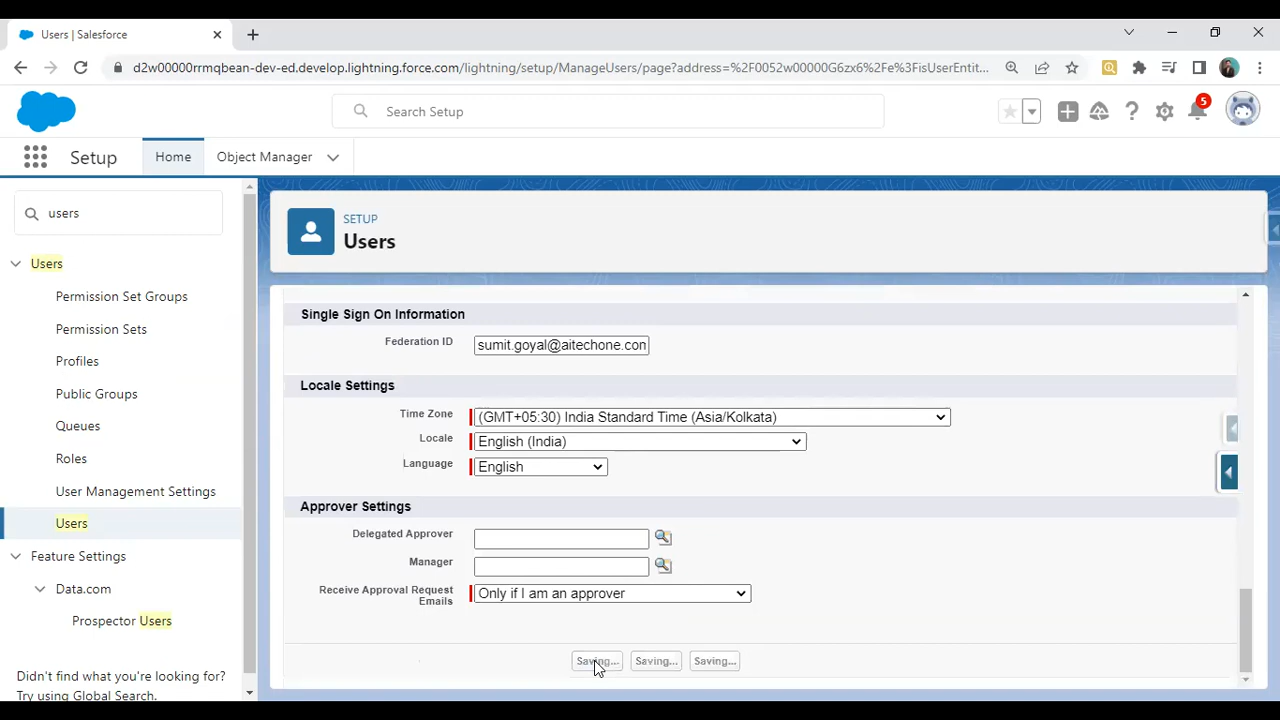 Users | Salesforce
d2w00000rrmqbean-dev-ed.develop.lightning.force.com/lightning/setup/ManageUsers/page?address=%2F0052w00000G6zx6%2Fe%3FisUserEntit...
Search Setup
5
Setup
Home
Object Manager
users
SETUP
Users
Users
Permission Set Groups
Permission Sets
Profiles
Public Groups
Queues
Roles
User Management Settings
Users
Feature Settings
Data.com
Prospector Users
Didn't find what you're looking for?
Try using Global Search.
Single Sign On Information
Federation ID sumit.goyal@aitechone.con
Locale Settings
Time Zone (GMT+05:30) India Standard Time (Asia/Kolkata)
Locale English (India)
Language English
Approver Settings
Delegated Approver
Manager
Receive Approval Request Only if I am an approver
Emails
Saving... Saving... Saving...